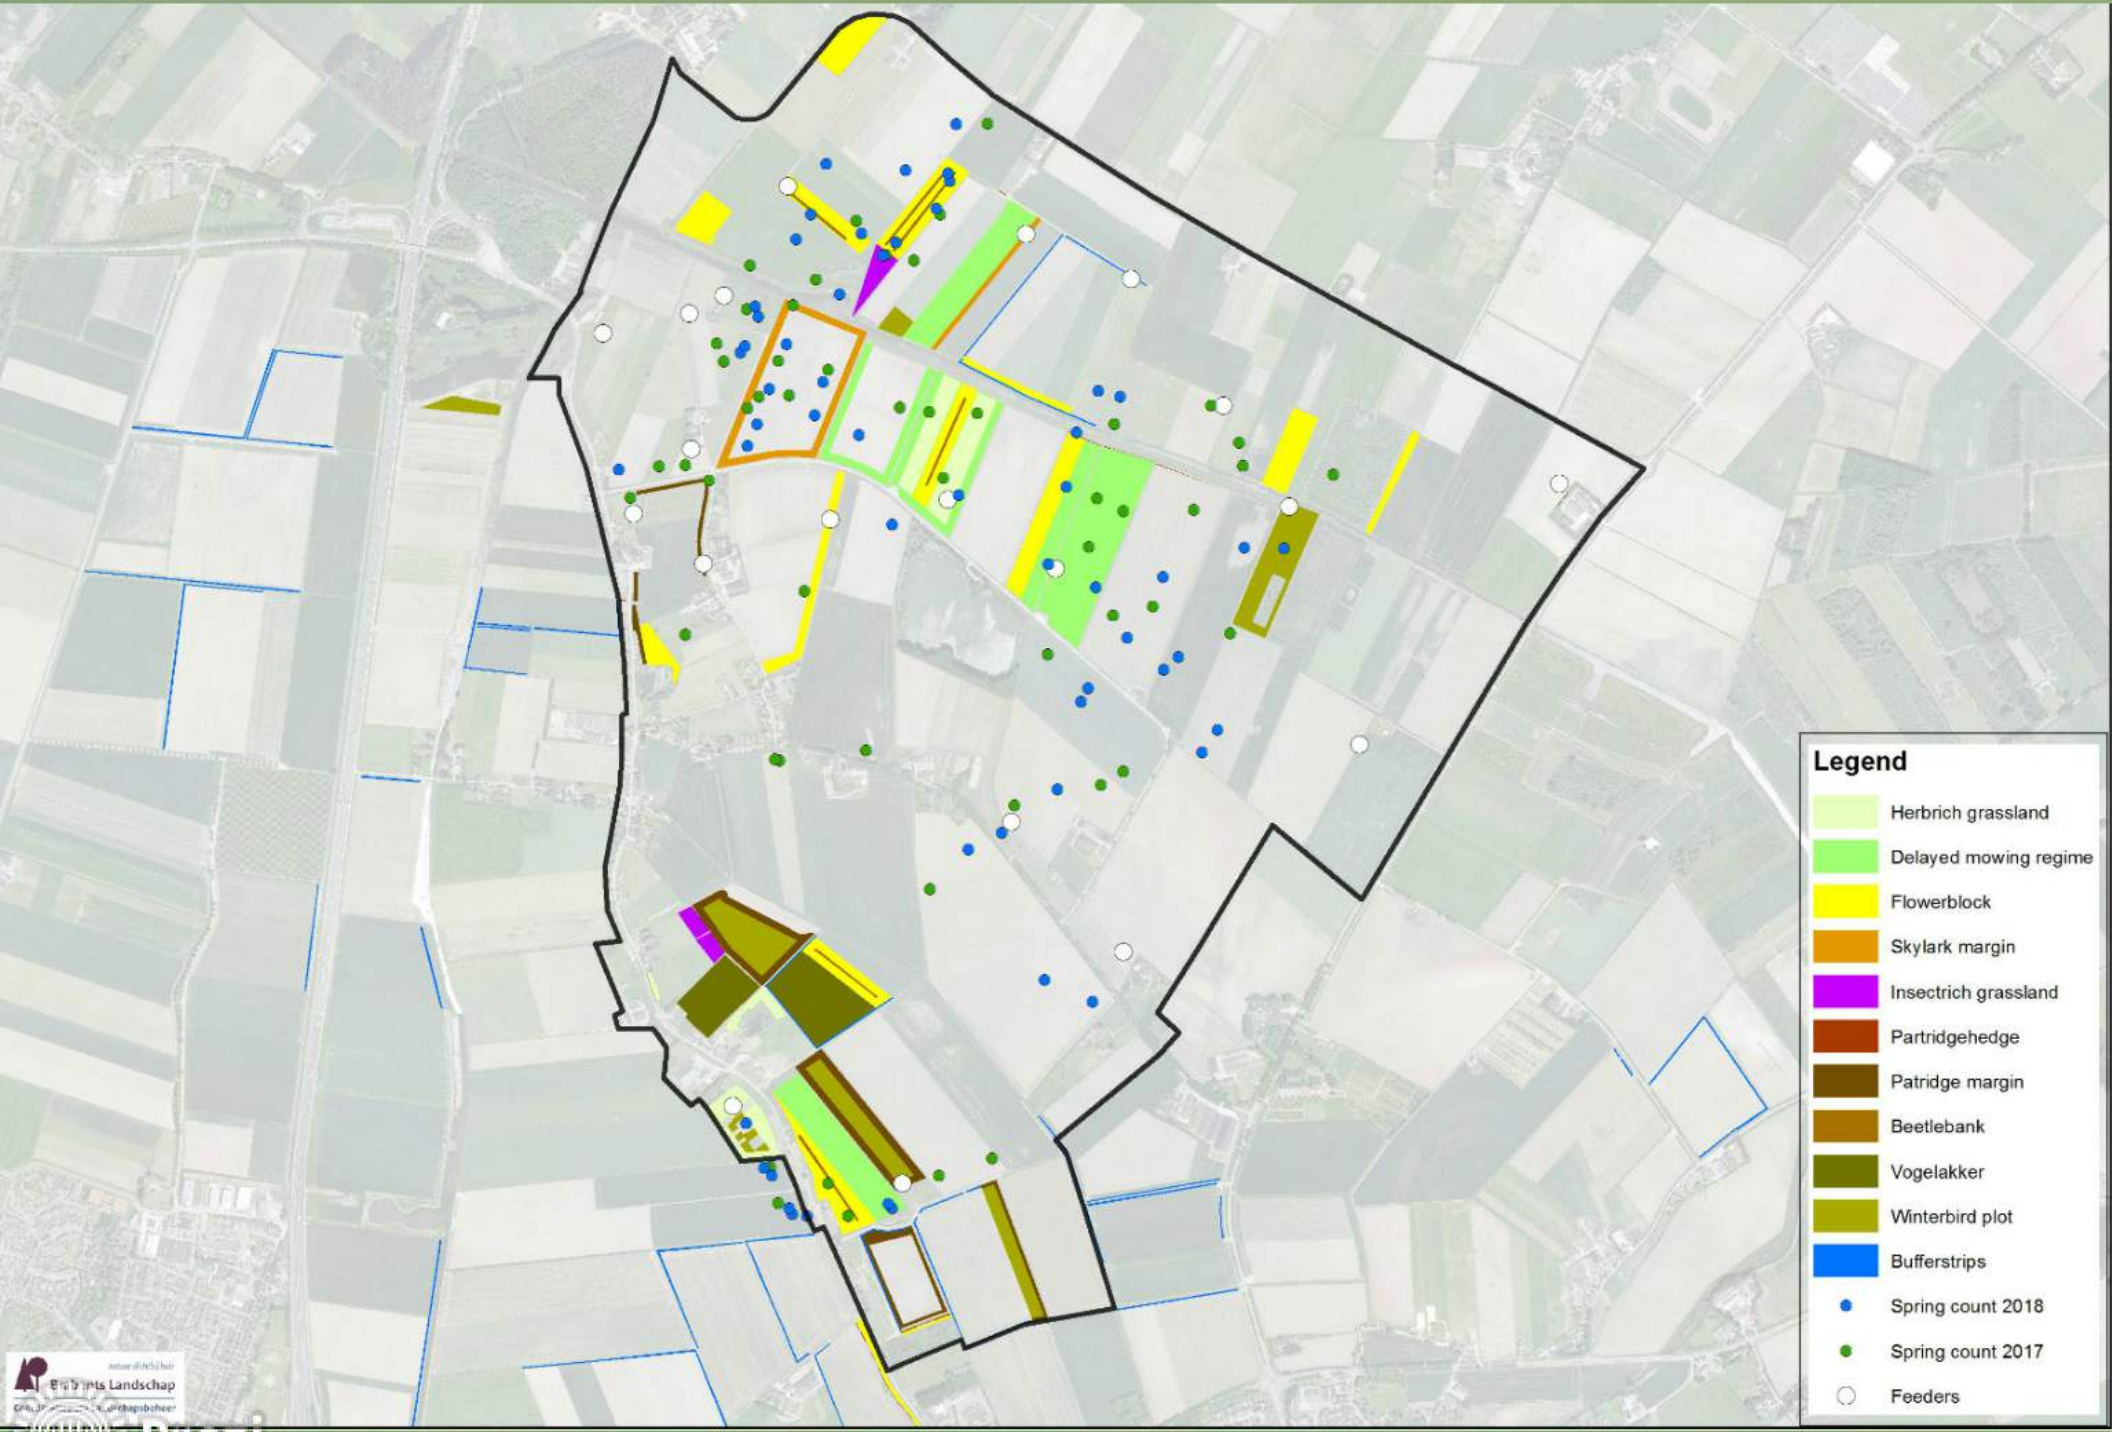 Legend
Herbrich grassland
Delayed mowing regime
Flowerblock
Skylark margin
Insectrich grassland
Partridgehedge
Patridge margin
Beetlebank
Vogelakker
Winterbird plot
Bufferstrips
Spring count 2018
Spring count 2017
Feeders
Brabants Landschap